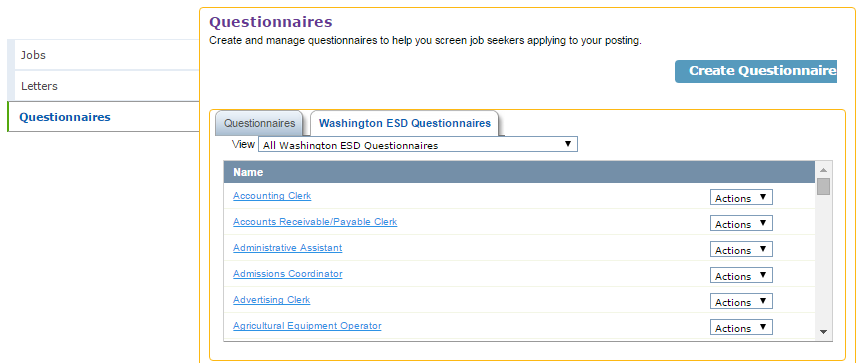 Questionnaires
Create and manage questionnaires to help you screen job seekers applying to your posting.
Jobs
Letters
Questionnaires
Create Questionnaire
Questionnaires
Washington ESD Questionnaires
View All Washington ESD Questionnaires
Name
Accounting Clerk Actions
Accounts Receivable/Payable Clerk Actions
Administrative Assistant Actions
Admissions Coordinator Actions
Advertising Clerk Actions
Agricultural Equipment Operator Actions